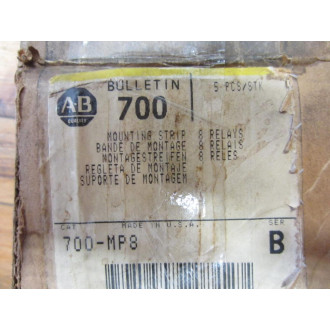 BULLETIN 5 PCS/STK
A-B
QUALITY
700
MOUNTING STRIP 8 RELAYS
BANDE DE MONTAGE 8 RELAIS
MONTAGESTREIFEN 8 RELES
REGLETA DE MONTAJE
SUPORTE DE MONTAGEM
CAT MADE IN U.S.A. SER
700-MP8 B